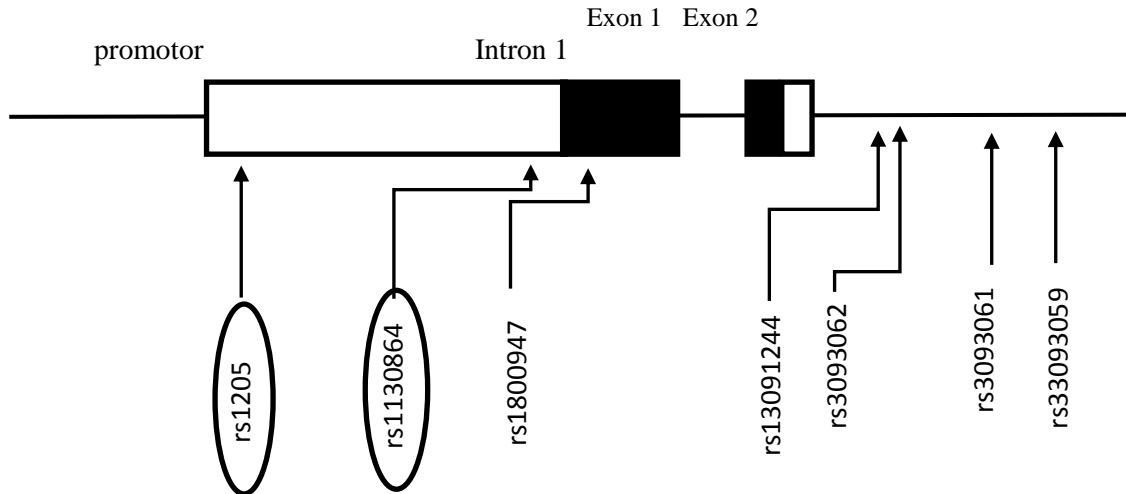 Exon 1 Exon 2
promotor Intron 1
rs1205
rs1130864
rs1800947
rs13091244
rs3093062
rs3093061
rs33093059